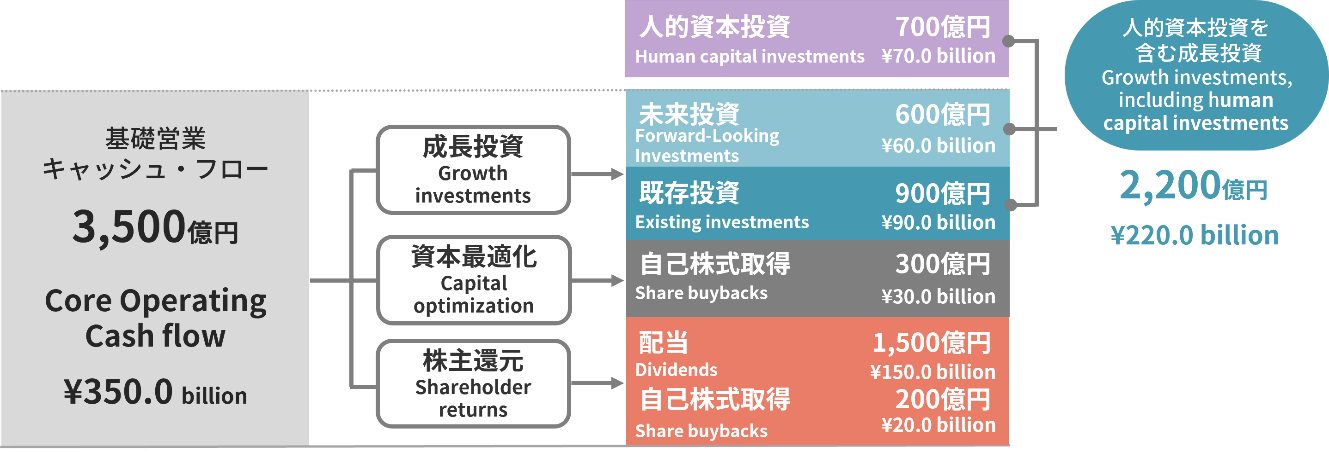 基礎営業
キャッシュ・フロー
3,500億円
Core Operating
Cash flow
¥350.0 billion
成長投資
Growth
investments
資本最適化
Capital
optimization
株主還元
Shareholder
returns
人的資本投資 700億円
Human capital investments ¥70.0 billion
未来投資 600億円
Forward-Looking
Investments ¥60.0 billion
既存投資 900億円
Existing investments ¥90.0 billion
自己株式取得 300億円
Share buybacks ¥30.0 billion
配当 1,500億円
Dividends ¥150.0 billion
自己株式取得 200億円
Share buybacks ¥20.0 billion
人的資本投資を
含む成長投資
Growth investments,
including human
capital investments
2,200億円
¥220.0 billion